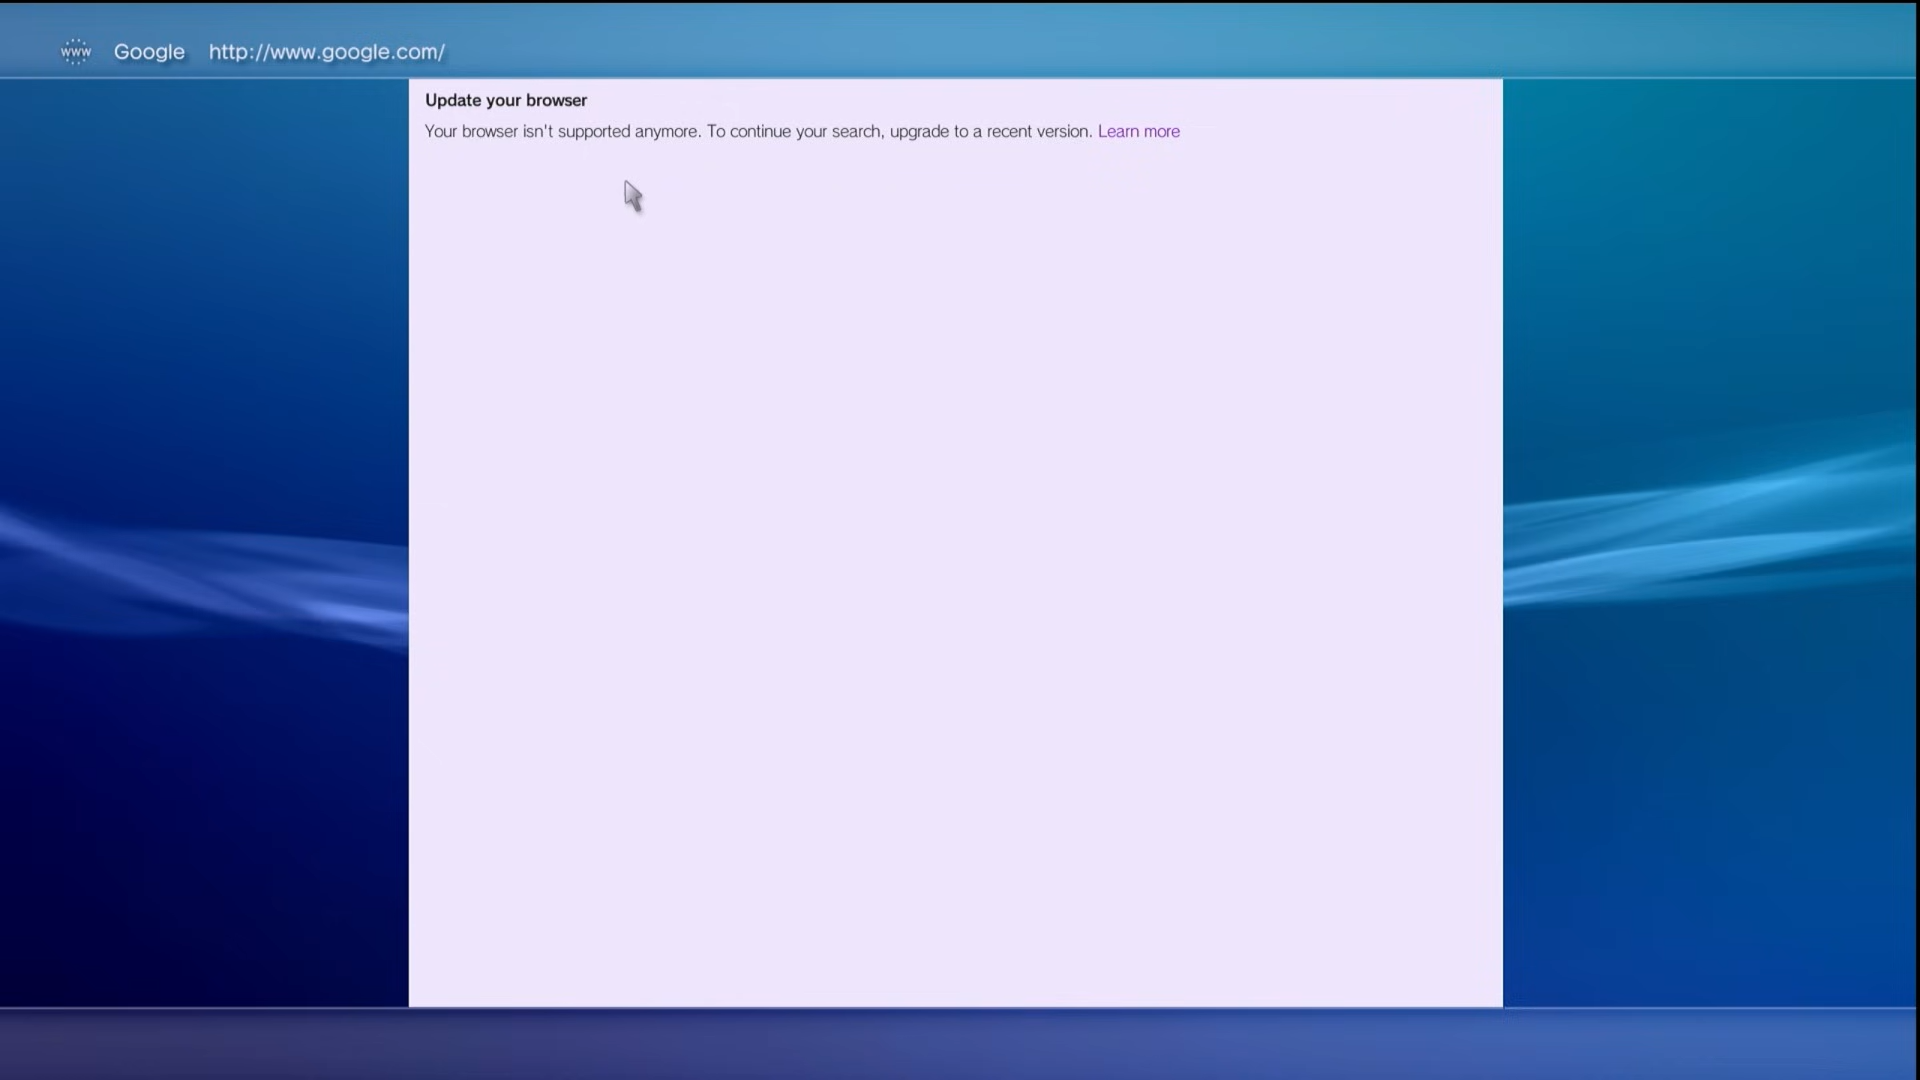 www Google http://www.google.com/
Update your browser
Your browser isn't supported anymore. To continue your search, upgrade to a recent version. Learn more